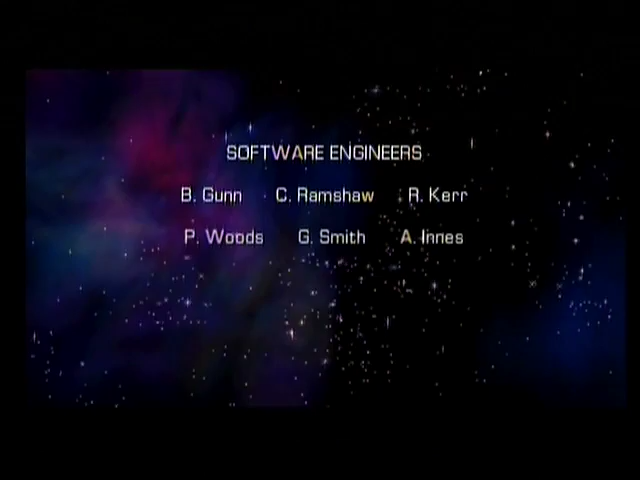 SOFTWARE ENGINEERS
B. Gunn C. Ramshaw R. Kerr
P. Woods G. Smith A. Innes